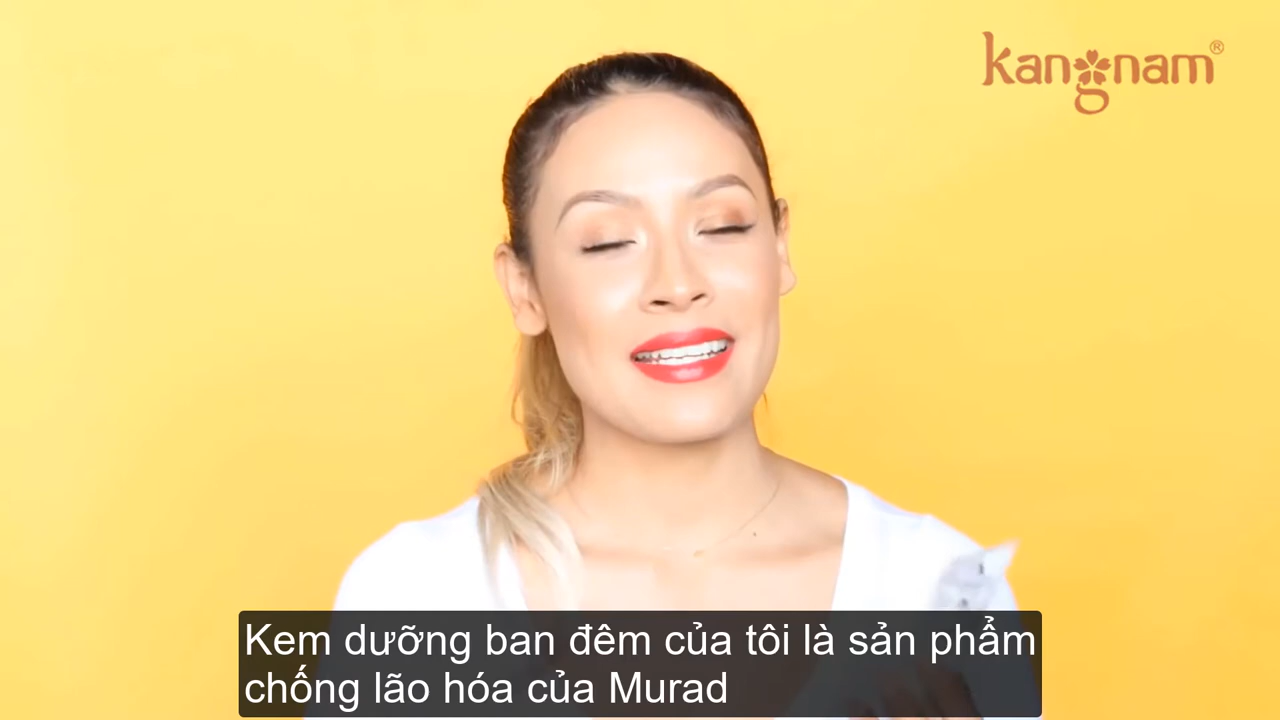 kangnam®
Kem dưỡng ban đêm của tôi là sản phẩm
chống lão hóa của Murad